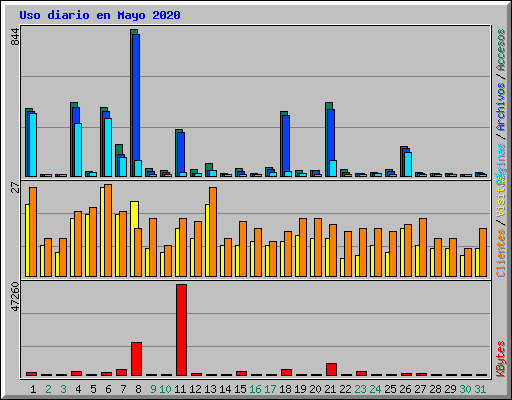 Uso diario en Mayo 2020
844
27
47260
Clientes / Visitas
Páginas / Archivos / Accesos
KBytes
1 2 3 4 5 6 7 8 9 10 11 12 13 14 15 16 17 18 19 20 21 22 23 24 25 26 27 28 29 30 31